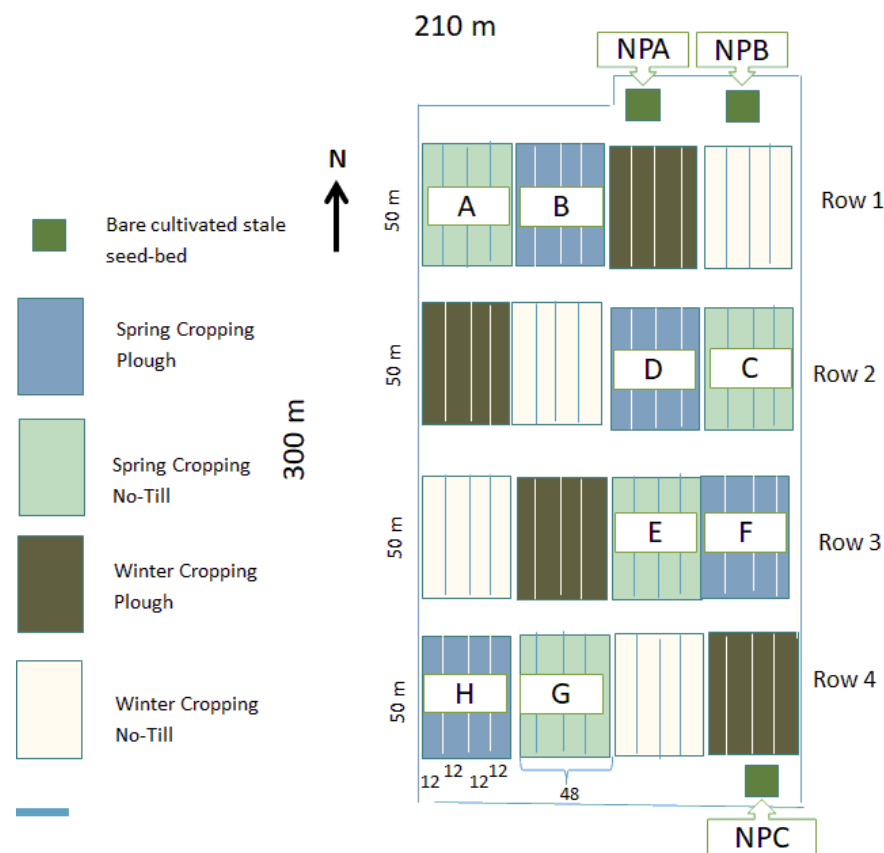 210 m
NPA
NPB
N
A
B
50 m
Row 1
Bare cultivated stale
seed-bed
Spring Cropping
Plough
50 m
D
C
Row 2
300 m
Spring Cropping
No-Till
50 m
E
F
Row 3
Winter Cropping
Plough
H
G
50 m
Row 4
Winter Cropping
No-Till
12
12
12
12
48
NPC